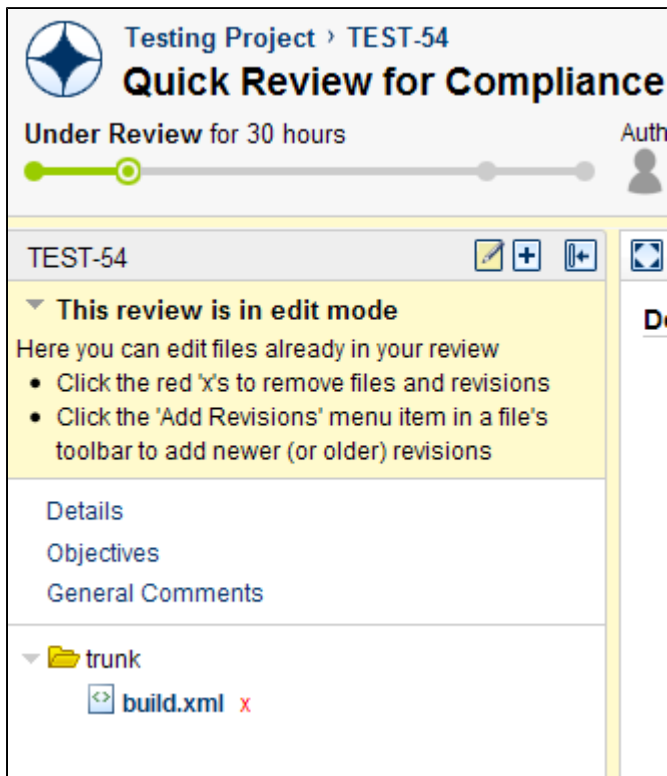 Testing Project › TEST-54
Quick Review for Compliance
Under Review for 30 hours
Auth
TEST-54
This review is in edit mode
Here you can edit files already in your review
• Click the red 'x's to remove files and revisions
• Click the 'Add Revisions' menu item in a file's
toolbar to add newer (or older) revisions
Details
Objectives
General Comments
trunk
build.xml x